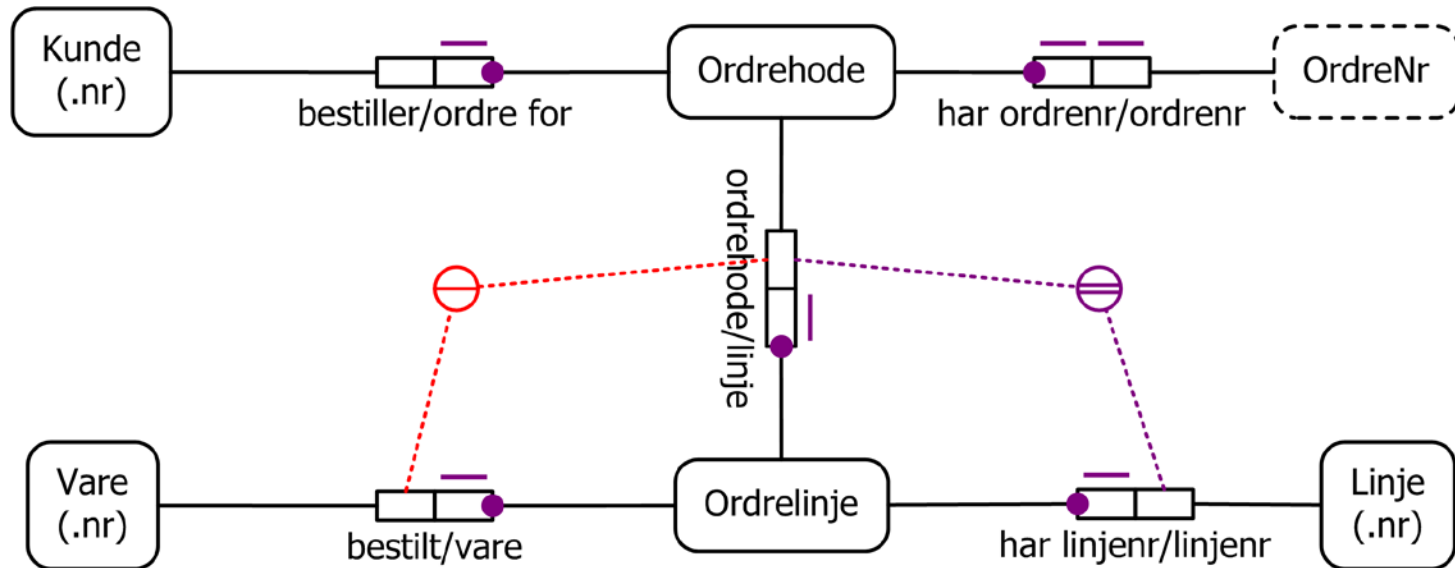 Kunde
(.nr)
bestiller/ordre for
Ordrehode
har ordrenr/ordrenr
OrdreNr
ordrehode/linje
Vare
(.nr)
bestilt/vare
Ordrelinje
har linjenr/linjenr
Linje
(.nr)